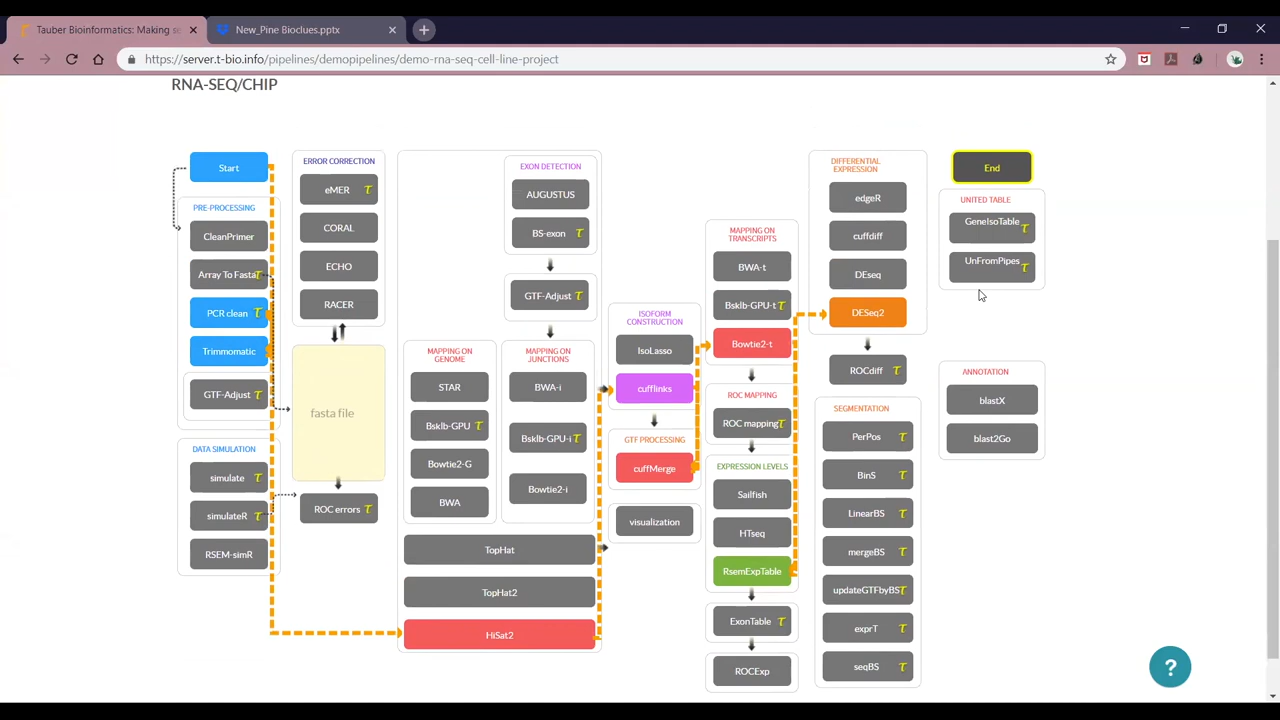 Tauber Bioinformatics: Making se
New_Pine Bioclues.pptx
https://server.t-bio.info/pipelines/demopipelines/demo-rna-seq-cell-line-project
RNA-SEQ/CHIP
Start
PRE-PROCESSING
CleanPrimer
Array To Fasta
PCR clean
Trimmomatic
GTF-Adjust
DATA SIMULATION
simulate
simulateR
RSEM-simR
ERROR CORRECTION
eMER
CORAL
ECHO
RACER
fasta file
ROC errors
EXON DETECTION
AUGUSTUS
BS-exon
GTF-Adjust
MAPPING ON
GENOME
STAR
Bsklb-GPU
Bowtie2-G
BWA
MAPPING ON
JUNCTIONS
BWA-i
Bsklb-GPU-i
Bowtie2-i
TopHat
TopHat2
HiSat2
ISOFORM
CONSTRUCTION
IsoLasso
cufflinks
GTF PROCESSING
cuffMerge
visualization
MAPPING ON
TRANSCRIPTS
BWA-t
Bsklb-GPU-t
Bowtie2-t
ROC MAPPING
ROC mapping
EXPRESSION LEVELS
Sailfish
HTseq
RsemExpTable
ExonTable
ROCExp
DIFFERENTIAL
EXPRESSION
edgeR
cuffdiff
DEseq
DESeq2
ROCdiff
SEGMENTATION
PerPos
BinS
LinearBS
mergeBS
updateGTFbyBS
exprT
seqBS
End
UNITED TABLE
GeneIsoTable
UnFromPipes
ANNOTATION
blastX
blast2Go
?